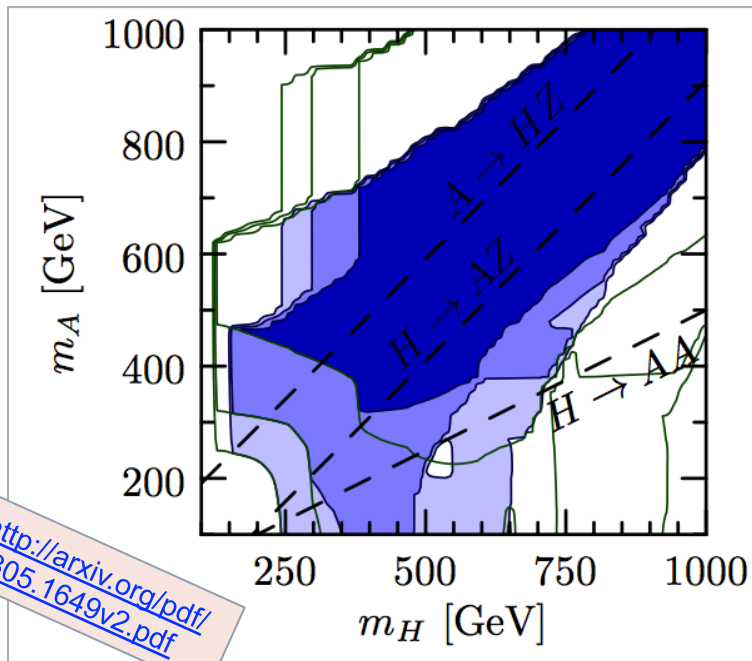 1000
800
600
400
200
m_A [GeV]
A → HZ
H → AZ
H → AA
250 500 750 1000
m_H [GeV]
ttp://arxiv.org/pdf/
305.1649v2.pdf